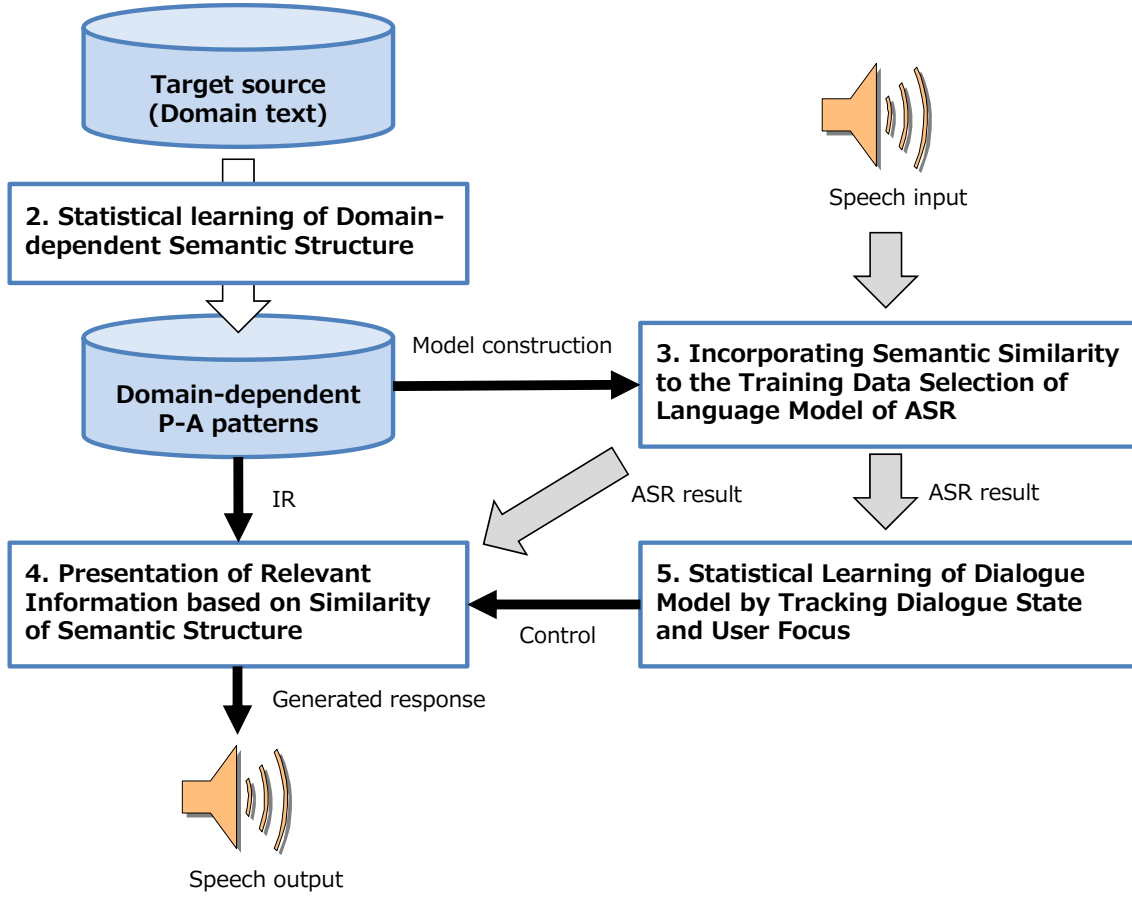 Target source
(Domain text)
Speech input
2. Statistical learning of Domain-
dependent Semantic Structure
Model construction
3. Incorporating Semantic Similarity
to the Training Data Selection of
Language Model of ASR
Domain-dependent
P-A patterns
IR
ASR result
ASR result
4. Presentation of Relevant
Information based on Similarity
of Semantic Structure
Control
5. Statistical Learning of Dialogue
Model by Tracking Dialogue State
and User Focus
Generated response
Speech output